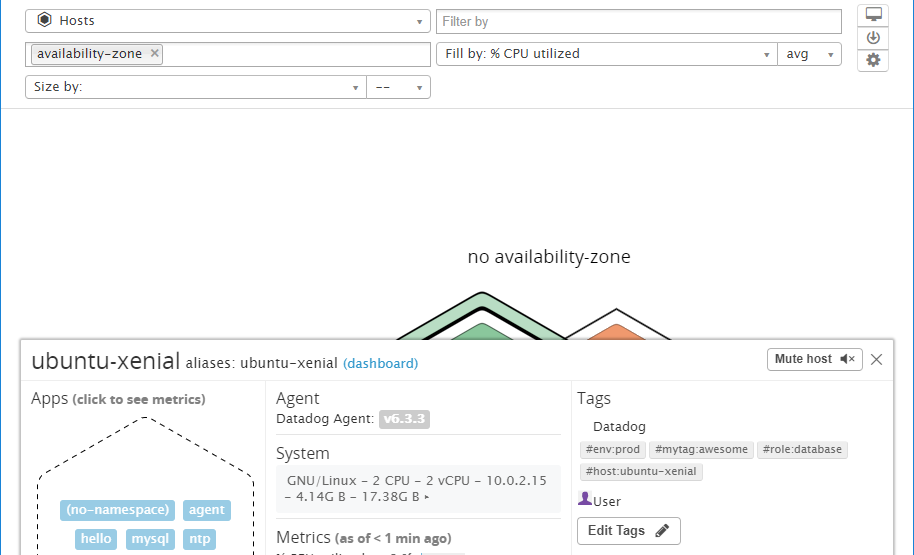 Hosts
Filter by
availability-zone ×
Fill by: % CPU utilized
avg
Size by:
--
no availability-zone
ubuntu-xenial aliases: ubuntu-xenial (dashboard)
Mute host
Apps (click to see metrics)
(no-namespace) agent
hello mysql ntp
Agent
Datadog Agent: v6.3.3
System
GNU/Linux – 2 CPU – 2 vCPU – 10.0.2.15
– 4.14G B – 17.38G B ▸
Metrics (as of < 1 min ago)
Tags
Datadog
#env:prod #mytag:awesome #role:database
#host:ubuntu-xenial
User
Edit Tags